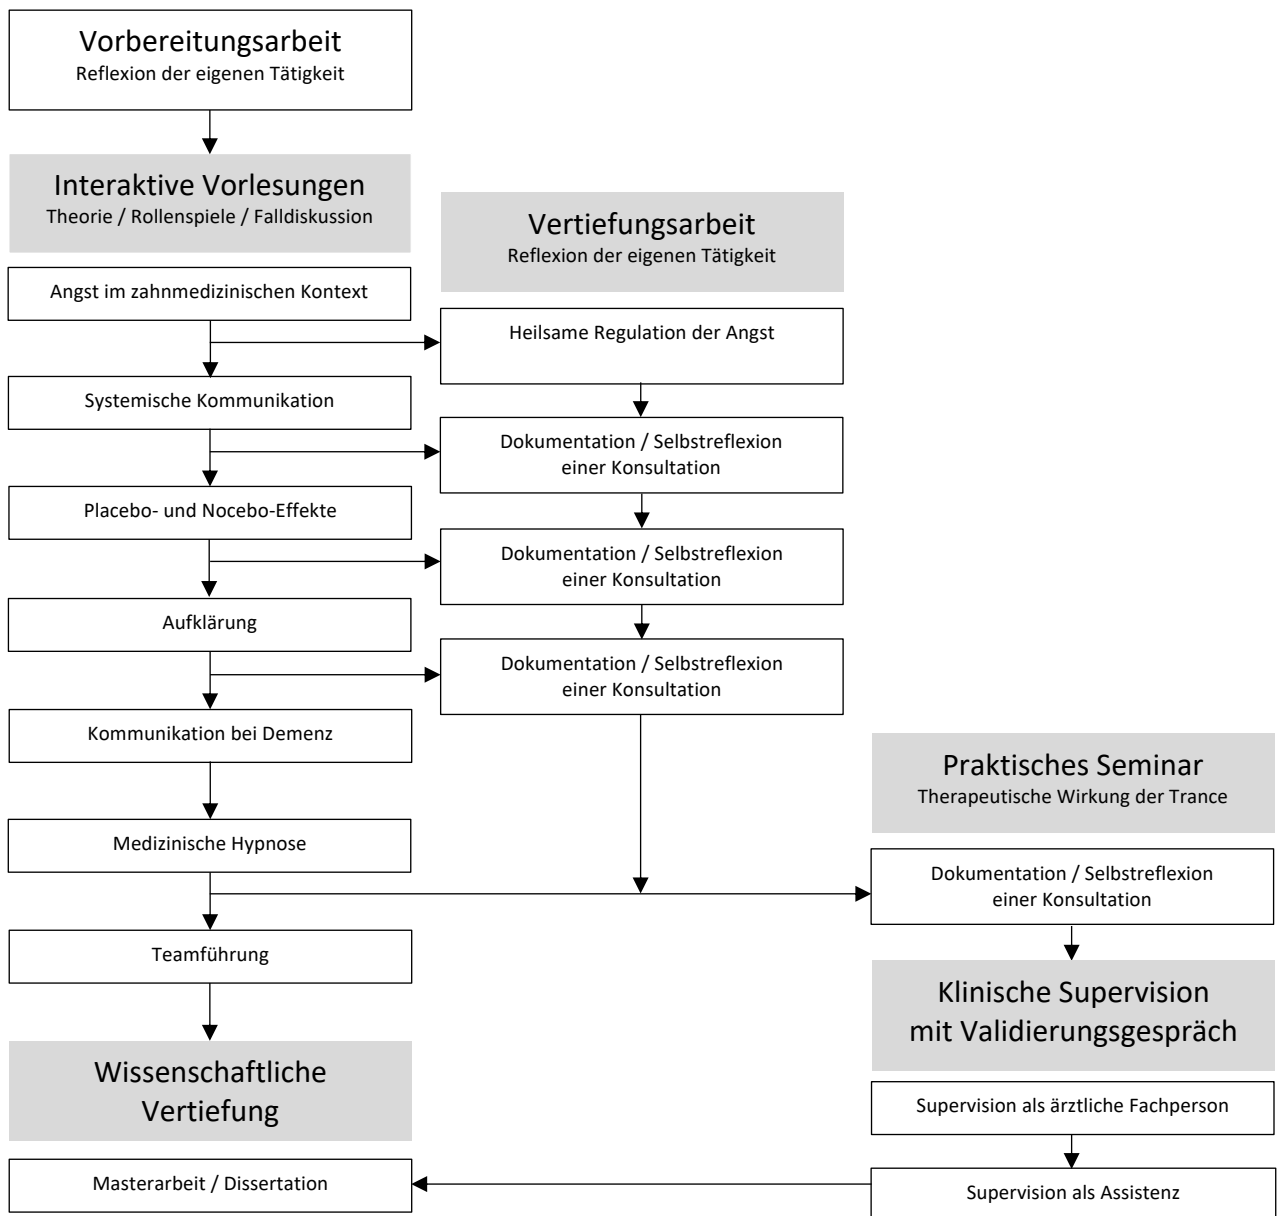 Vorbereitungsarbeit
Reflexion der eigenen Tätigkeit
Interaktive Vorlesungen
Theorie / Rollenspiele / Falldiskussion
Angst im zahnmedizinischen Kontext
Systemische Kommunikation
Placebo- und Nocebo-Effekte
Aufklärung
Kommunikation bei Demenz
Medizinische Hypnose
Teamführung
Wissenschaftliche
Vertiefung
Masterarbeit / Dissertation
Vertiefungsarbeit
Reflexion der eigenen Tätigkeit
Heilsame Regulation der Angst
Dokumentation / Selbstreflexion
einer Konsultation
Dokumentation / Selbstreflexion
einer Konsultation
Dokumentation / Selbstreflexion
einer Konsultation
Praktisches Seminar
Therapeutische Wirkung der Trance
Dokumentation / Selbstreflexion
einer Konsultation
Klinische Supervision
mit Validierungsgespräch
Supervision als ärztliche Fachperson
Supervision als Assistenz